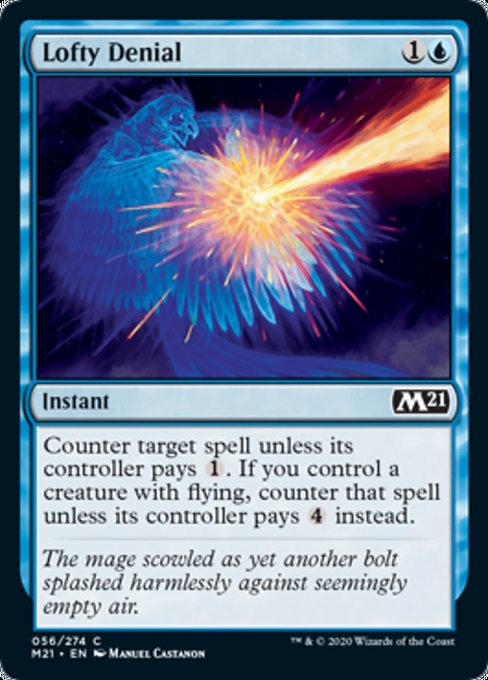 Lofty Denial 1
Instant M21
Counter target spell unless its
controller pays 1. If you control a
creature with flying, counter that spell
unless its controller pays 4 instead.
The mage scowled as yet another bolt
splashed harmlessly against seemingly
empty air.
056/274 C
M21 • EN Manuel Castanon
™ & © 2020 Wizards of the Coast